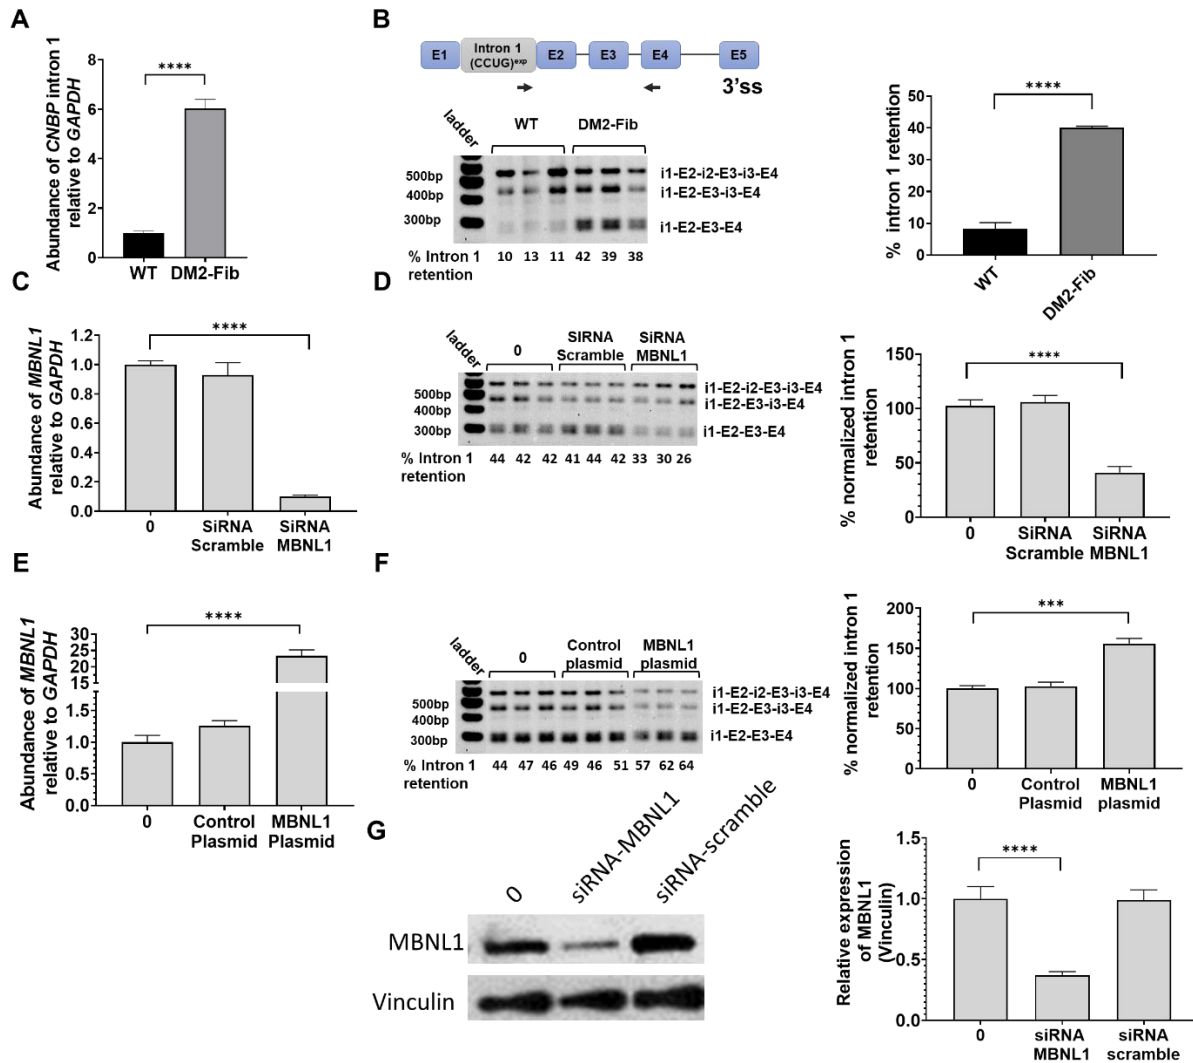 A
Abundance of CNBP intron 1
relative to GAPDH
8
6
4
2
0
****
WT
DM2-Fib
B
E1
Intron 1
(CCUG)exp
E2
E3
E4
E5
3'ss
ladder
WT
DM2-Fib
500bp
400bp
300bp
i1-E2-i2-E3-i3-E4
i1-E2-E3-i3-E4
i1-E2-E3-E4
% Intron 1
retention
10 13 11 42 39 38
% intron 1 retention
50
40
30
20
10
0
****
WT
DM2-Fib
C
Abundance of MBNL1
relative to GAPDH
1.2
1.0
0.8
0.6
0.4
0.2
0.0
****
0
SiRNA
Scramble
SiRNA
MBNL1
D
ladder
0
SIRNA
Scramble
SiRNA
MBNL1
500bp
400bp
300bp
i1-E2-i2-E3-i3-E4
i1-E2-E3-i3-E4
i1-E2-E3-E4
% Intron 1
retention
44 42 42 41 44 42 33 30 26
% normalized intron 1
retention
150
100
50
0
****
0
SiRNA
Scramble
SiRNA
MBNL1
E
Abundance of MBNL1
relative to GAPDH
30
25
20
15
1.5
1.0
0.5
0.0
****
0
Control
Plasmid
MBNL1
Plasmid
F
ladder
0
Control
plasmid
MBNL1
plasmid
500bp
400bp
300bp
i1-E2-i2-E3-i3-E4
i1-E2-E3-i3-E4
i1-E2-E3-E4
% Intron 1
retention
44 47 46 49 46 51 57 62 64
% normalized intron 1
retention
200
150
100
50
0
***
0
Control
Plasmid
MBNL1
plasmid
G
0
siRNA-MBNL1
siRNA-scramble
MBNL1
Vinculin
Relative expression
of MBNL1
(Vinculin)
1.5
1.0
0.5
0.0
****
0
siRNA
MBNL1
siRNA
scramble